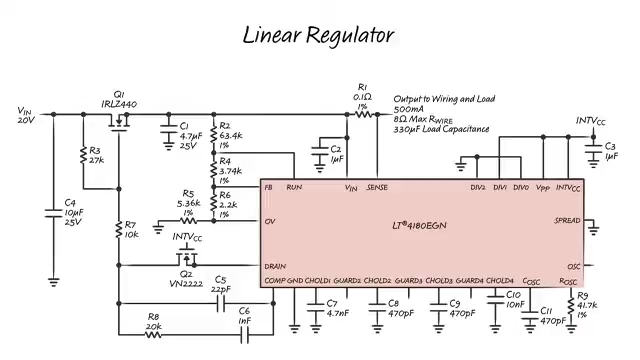 Linear Regulator
Q1
IRLZ440
VIN
20V
R1
0.1Ω
1%
Output to Wiring and Load
500mA
8Ω Max RWIRE
330µF Load Capacitance
INTVCC
C1
4.7µF
25V
R2
63.4k
1%
R3
27k
R4
3.74k
1%
C2
1µF
C3
1µF
C4
10µF
25V
R5
5.36k
1%
R6
2.2k
1%
FB
RUN
VIN
SENSE
DIV2
DIV1
DIV0
VPP
INTVCC
R7
10k
OV
LT®4180EGN
SPREAD
INTVCC
Q2
VN2222
DRAIN
OSC
COMP
GND
CHOLD1
GUARD2
CHOLD2
GUARD3
CHOLD3
GUARD4
CHOLD4
COSC
ROSC
C5
22pF
C6
1nF
R8
20k
C7
4.7nF
C8
470pF
C9
470pF
C10
10nF
C11
470pF
R9
41.7k
1%